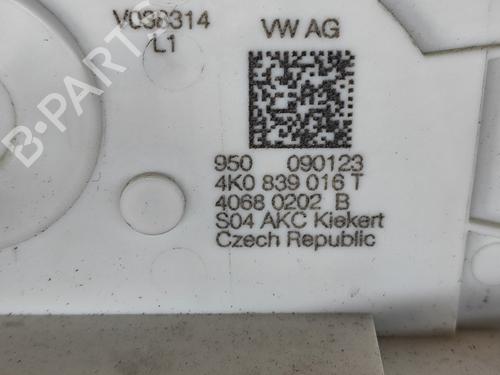 V038314
L1
VW AG
950 090123
4K0 839 016 T
4068 0202 B
S04 AKC Kiekert
Czech Republic
B-PARTS